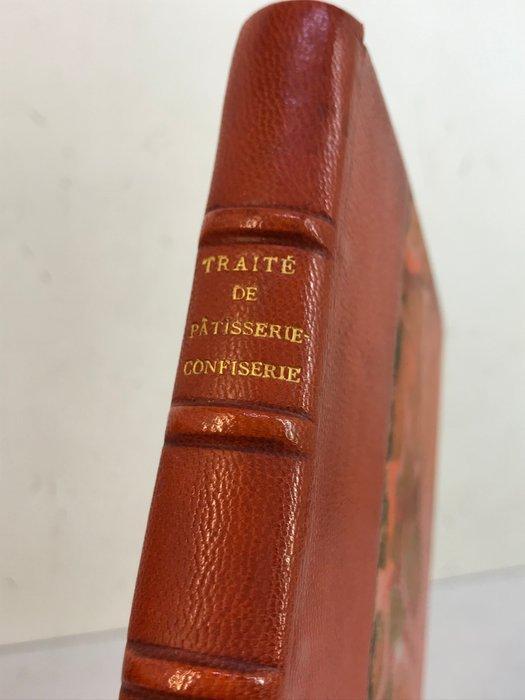 TRAITÉ
DE
PÂTISSERIE-
CONFISERIE